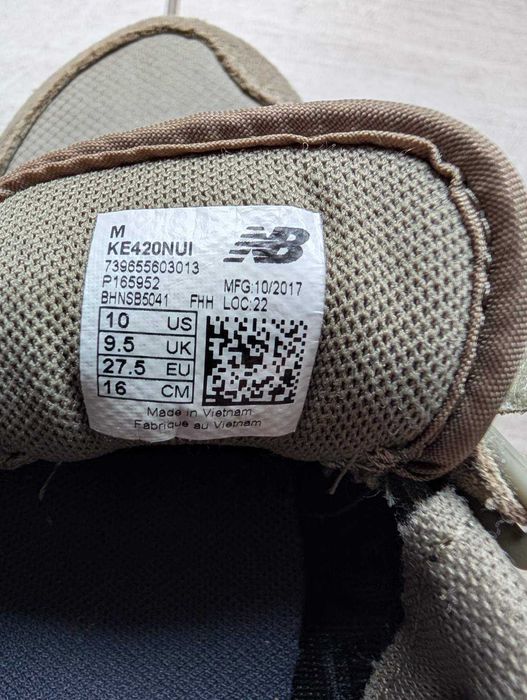 M
KE420NUI
NB
739655603013
P165952 MFG:10/2017
BHNSB5041 FHH LOC:22
10 US
9.5 UK
27.5 EU
16 CM
Made in Vietnam
Fabriqué au Vietnam